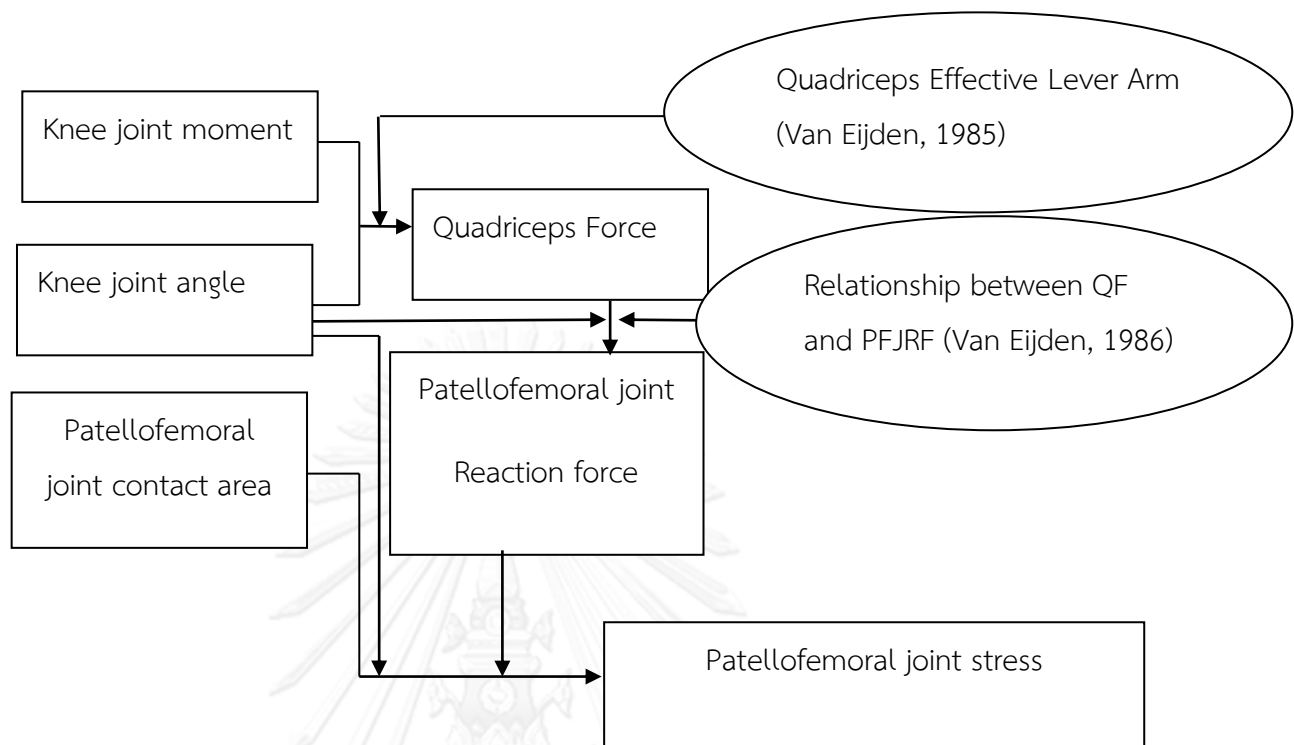 Quadriceps Effective Lever Arm
(Van Eijden, 1985)
Knee joint moment
Quadriceps Force
Knee joint angle
Relationship between QF
and PFJRF (Van Eijden, 1986)
Patellofemoral joint
Reaction force
Patellofemoral
joint contact area
Patellofemoral joint stress